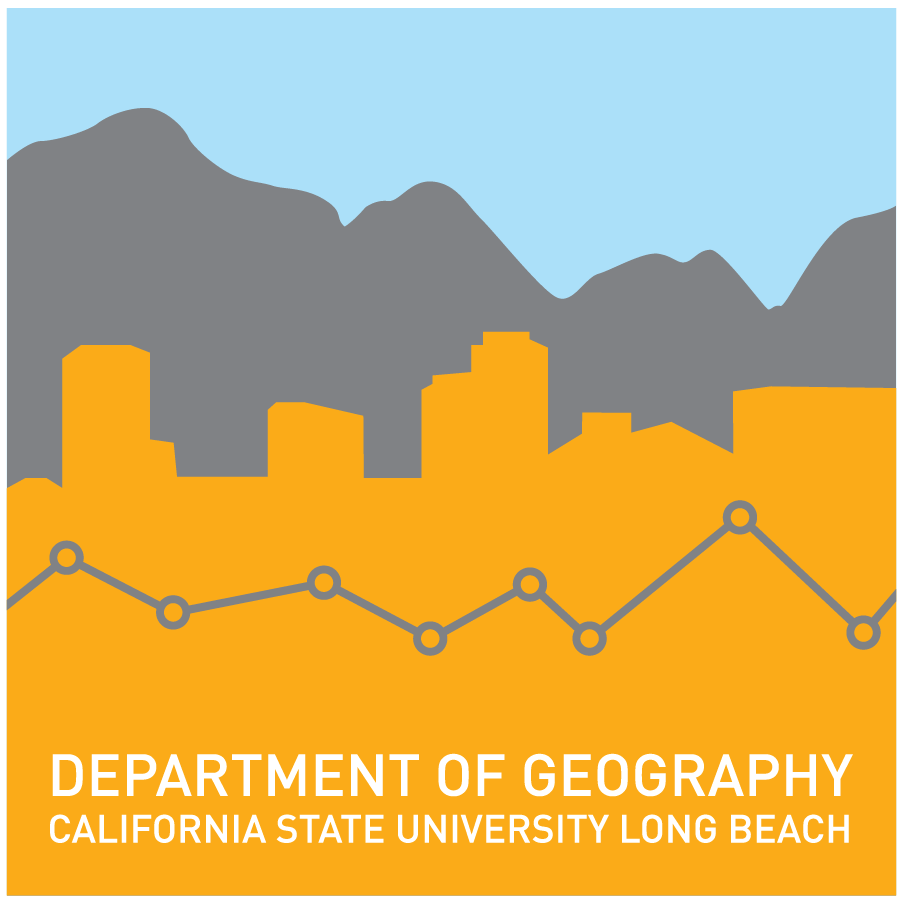 DEPARTMENT OF GEOGRAPHY
CALIFORNIA STATE UNIVERSITY LONG BEACH